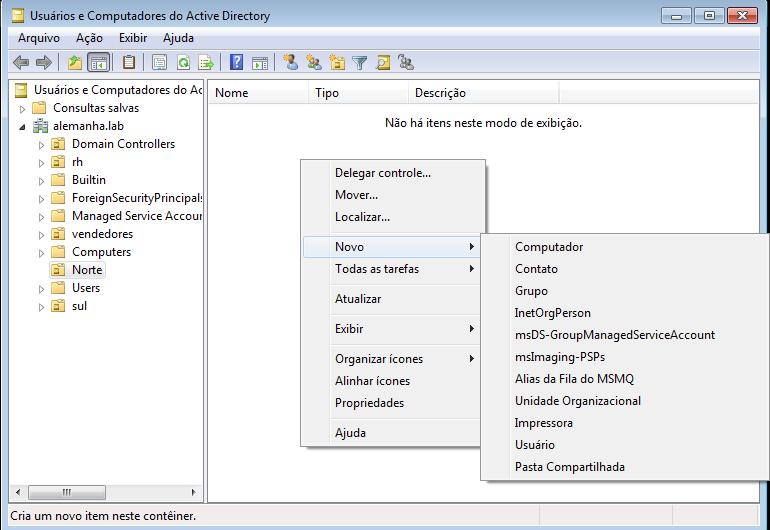 Usuários e Computadores do Active Directory
Arquivo Ação Exibir Ajuda
Usuários e Computadores do Ac
Consultas salvas
alemanha.lab
Domain Controllers
rh
Builtin
ForeignSecurityPrincipals
Managed Service Accour
vendedores
Computers
Norte
Users
sul
Nome Tipo Descrição
Não há itens neste modo de exibição.
Delegar controle...
Mover...
Localizar...
Novo
Todas as tarefas
Atualizar
Exibir
Organizar ícones
Alinhar ícones
Propriedades
Ajuda
Computador
Contato
Grupo
InetOrgPerson
msDS-GroupManagedServiceAccount
msImaging-PSPs
Alias da Fila do MSMQ
Unidade Organizacional
Impressora
Usuário
Pasta Compartilhada
Cria um novo item neste contêiner.